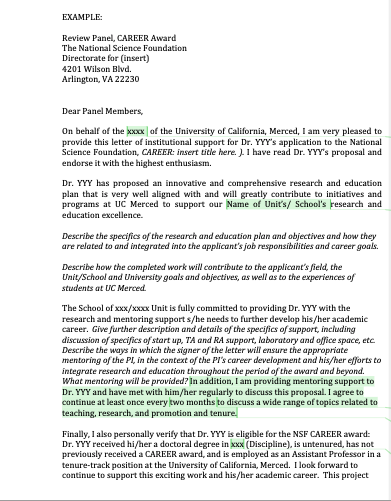 EXAMPLE:
Review Panel, CAREER Award
The National Science Foundation
Directorate for (insert)
4201 Wilson Blvd.
Arlington, VA 22230
Dear Panel Members,
On behalf of the xxxx of the University of California, Merced, I am very pleased to
provide this letter of institutional support for Dr. YYY's application to the National
Science Foundation, CAREER: insert title here. ). I have read Dr. YYY's proposal and
endorse it with the highest enthusiasm.
Dr. YYY has proposed an innovative and comprehensive research and education
plan that is very well aligned with and will greatly contribute to initiatives and
programs at UC Merced to support our Name of Unit's/ School's research and
education excellence.
Describe the specifics of the research and education plan and objectives and how they
are related to and integrated into the applicant's job responsibilities and career goals.
Describe how the completed work will contribute to the applicant's field, the
Unit/School and University goals and objectives, as well as to the experiences of
students at UC Merced.
The School of xxx/xxxx Unit is fully committed to providing Dr. YYY with the
research and mentoring support s/he needs to further develop his/her academic
career. Give further description and details of the specifics of support, including
discussion of specifics of start up, TA and RA support, laboratory and office space, etc.
Describe the ways in which the signer of the letter will ensure the appropriate
mentoring of the PI, in the context of the PI's career development and his/her efforts to
integrate research and education throughout the period of the award and beyond.
What mentoring will be provided? In addition, I am providing mentoring support to
Dr. YYY and have met with him/her regularly to discuss this proposal. I agree to
continue at least once every two months to discuss a wide range of topics related to
teaching, research, and promotion and tenure.
Finally, I also personally verify that Dr. YYY is eligible for the NSF CAREER award:
Dr. YYY received hi/her a doctoral degree in xxx (Discipline), is untenured, has not
previously received a CAREER award, and is employed as an Assistant Professor in a
tenure-track position at the University of California, Merced. I look forward to
continue to support this exciting work and his/her academic career. This project